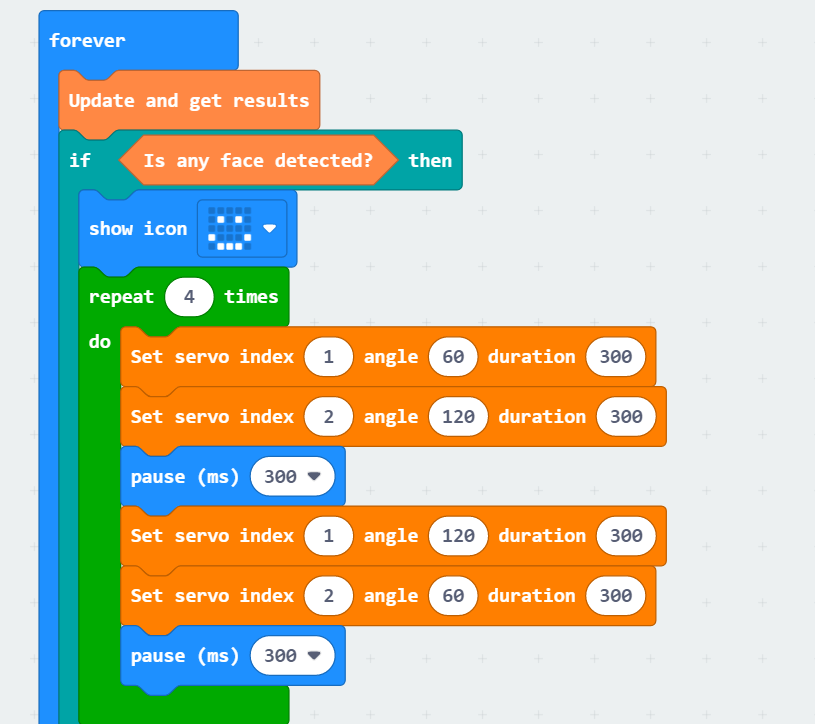 forever
Update and get results
if Is any face detected? then
show icon
repeat 4 times
do
Set servo index 1 angle 60 duration 300
Set servo index 2 angle 120 duration 300
pause (ms) 300
Set servo index 1 angle 120 duration 300
Set servo index 2 angle 60 duration 300
pause (ms) 300